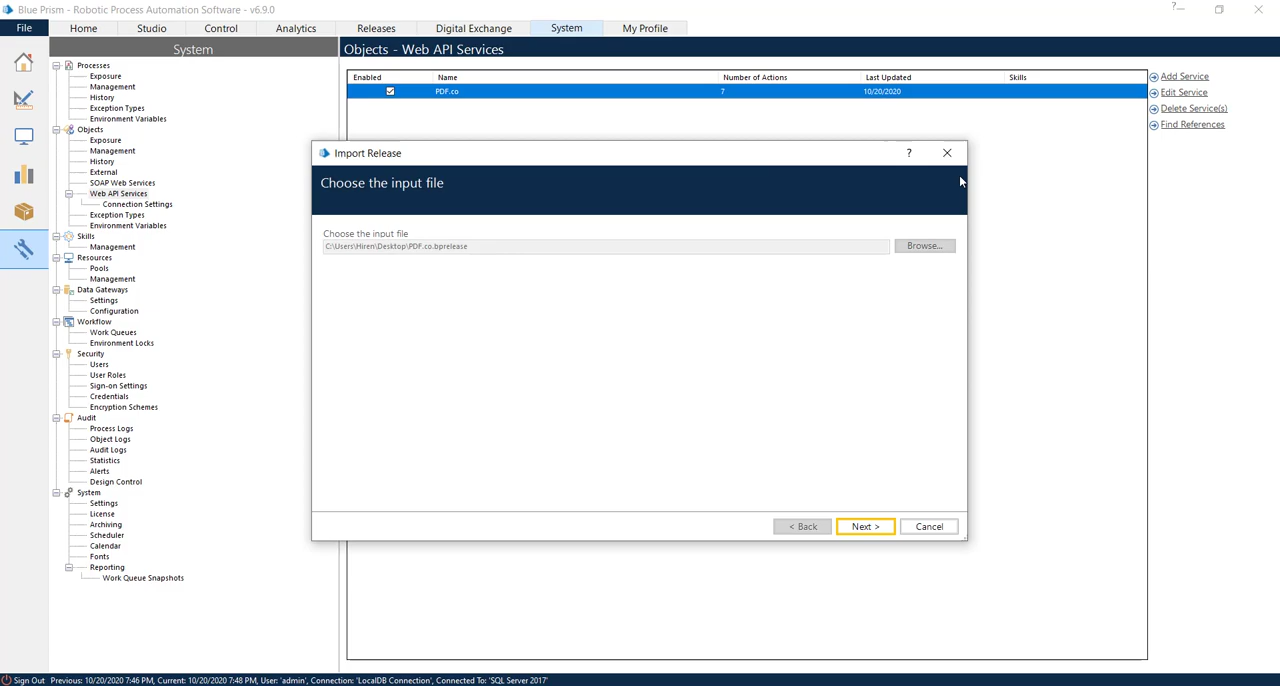 Blue Prism - Robotic Process Automation Software - v6.9.0
?
File Home Studio Control Analytics Releases Digital Exchange System My Profile
System
Objects - Web API Services
Processes
Exposure
Management
History
Exception Types
Environment Variables
Objects
Exposure
Management
History
External
SOAP Web Services
Web API Services
Connection Settings
Exception Types
Environment Variables
Skills
Management
Resources
Pools
Management
Data Gateways
Settings
Configuration
Workflow
Work Queues
Environment Locks
Security
Users
User Roles
Sign-on Settings
Credentials
Encryption Schemes
Audit
Process Logs
Object Logs
Audit Logs
Statistics
Alerts
Design Control
System
Settings
License
Archiving
Scheduler
Calendar
Fonts
Reporting
Work Queue Snapshots
Enabled Name Number of Actions Last Updated Skills
PDF.co 7 10/20/2020
Add Service
Edit Service
Delete Service(s)
Find References
Import Release
?
Choose the input file
Choose the input file
C:\Users\Hiren\Desktop\PDF.co.bprelease
Browse...
< Back Next > Cancel
Sign Out Previous: 10/20/2020 7:46 PM, Current: 10/20/2020 7:48 PM, User: 'admin', Connection: 'LocalDB Connection', Connected To: 'SQL Server 2017'